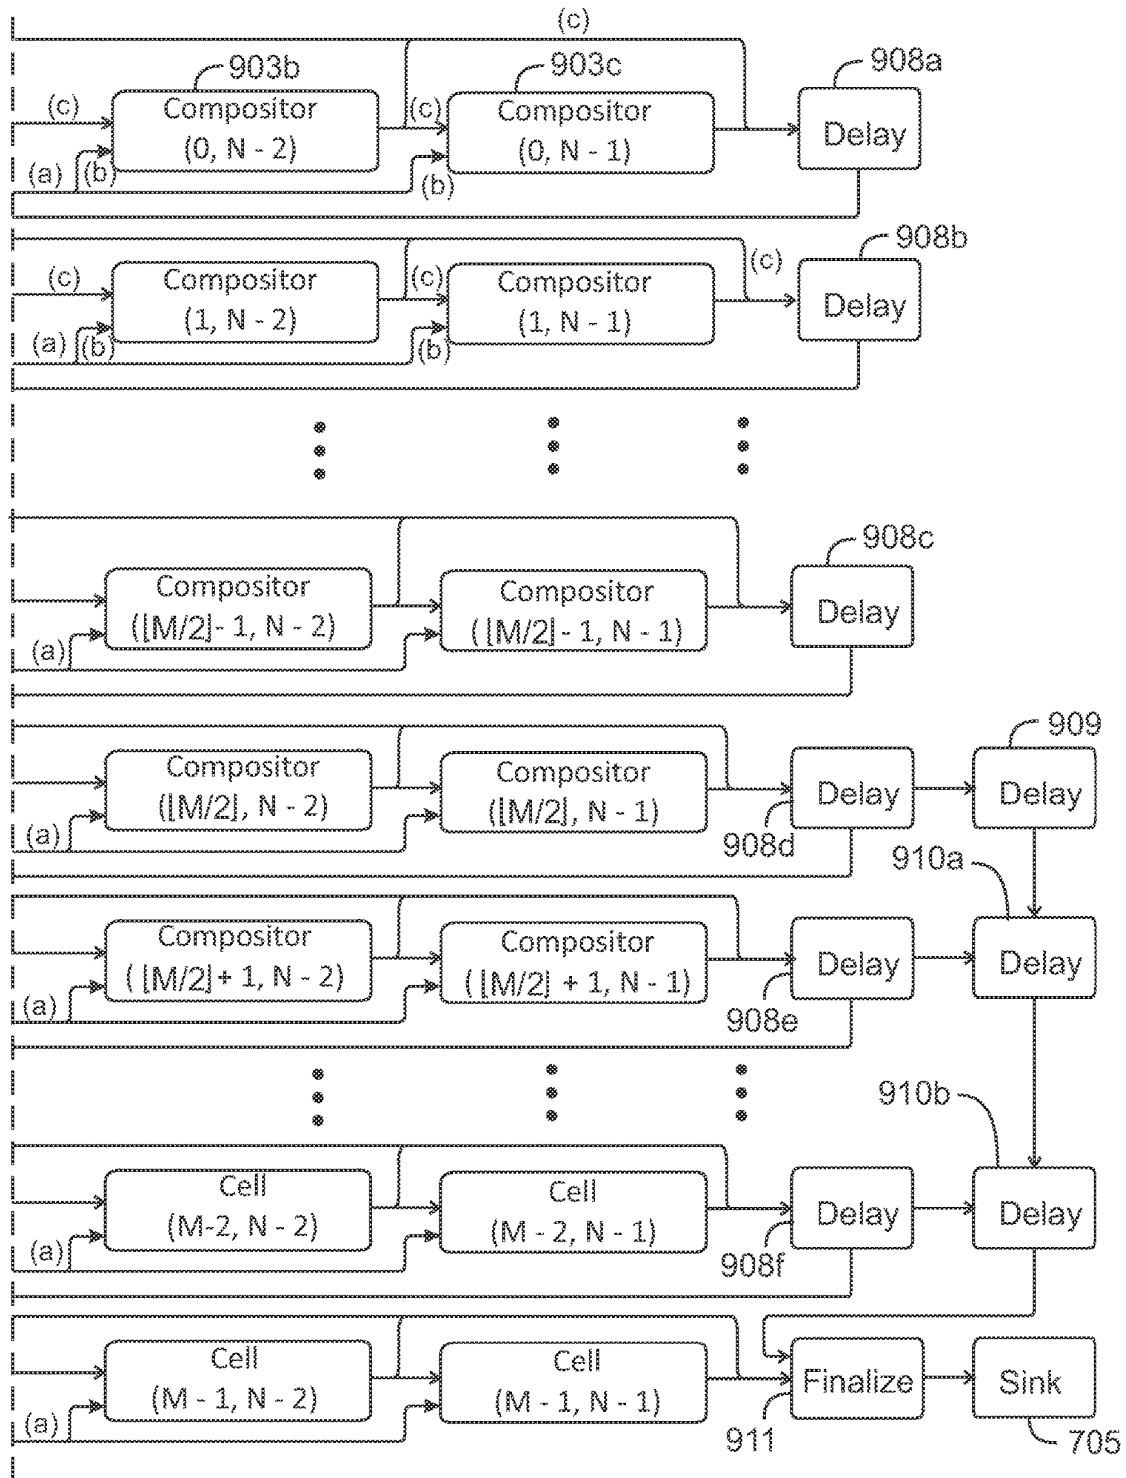 (c)
903b
903c
908a
(c)
Compositor
(0, N - 2)
(c)
Compositor
(0, N - 1)
Delay
(a)
(b)
(b)
908b
(c)
Compositor
(1, N - 2)
(c)
Compositor
(1, N - 1)
(c)
Delay
(a)
(b)
(b)
908c
Compositor
(⌊M/2⌋ - 1, N - 2)
Compositor
(⌊M/2⌋ - 1, N - 1)
Delay
(a)
909
Compositor
(⌊M/2⌋, N - 2)
Compositor
(⌊M/2⌋, N - 1)
Delay
Delay
(a)
908d
910a
Compositor
(⌊M/2⌋ + 1, N - 2)
Compositor
(⌊M/2⌋ + 1, N - 1)
Delay
Delay
(a)
908e
910b
Cell
(M-2, N - 2)
Cell
(M - 2, N - 1)
Delay
Delay
(a)
908f
Cell
(M - 1, N - 2)
Cell
(M - 1, N - 1)
Finalize
Sink
(a)
911
705